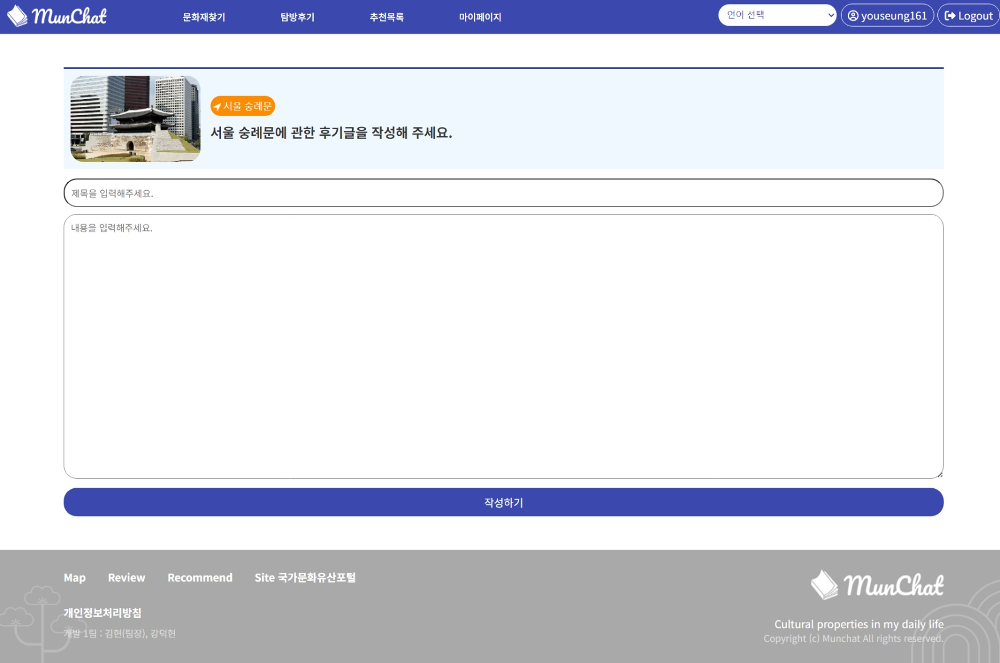 MunChat
문화재찾기 탐방후기 추천목록 마이페이지
언어 선택
youseung161
Logout
서울 숭례문
서울 숭례문에 관한 후기글을 작성해 주세요.
제목을 입력해주세요.
내용을 입력해주세요.
작성하기
Map Review Recommend Site 국가문화유산포털
개인정보처리방침
개발 1팀 : 김현(팀장), 강덕현
MunChat
Cultural properties in my daily life
Copyright (c) Munchat All rights reserved.